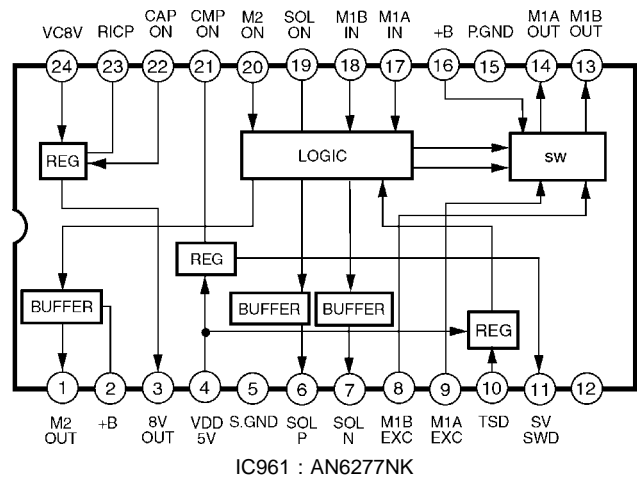 VC8V RICP CAP ON CMP ON M2 ON SOL ON M1B IN M1A IN +B P.GND M1A OUT M1B OUT
24 23 22 21 20 19 18 17 16 15 14 13
REG LOGIC SW
REG
BUFFER BUFFER BUFFER REG
1 2 3 4 5 6 7 8 9 10 11 12
M2 OUT +B 8V OUT VDD 5V S.GND SOL P SOL N M1B EXC M1A EXC TSD SV SWD
IC961 : AN6277NK